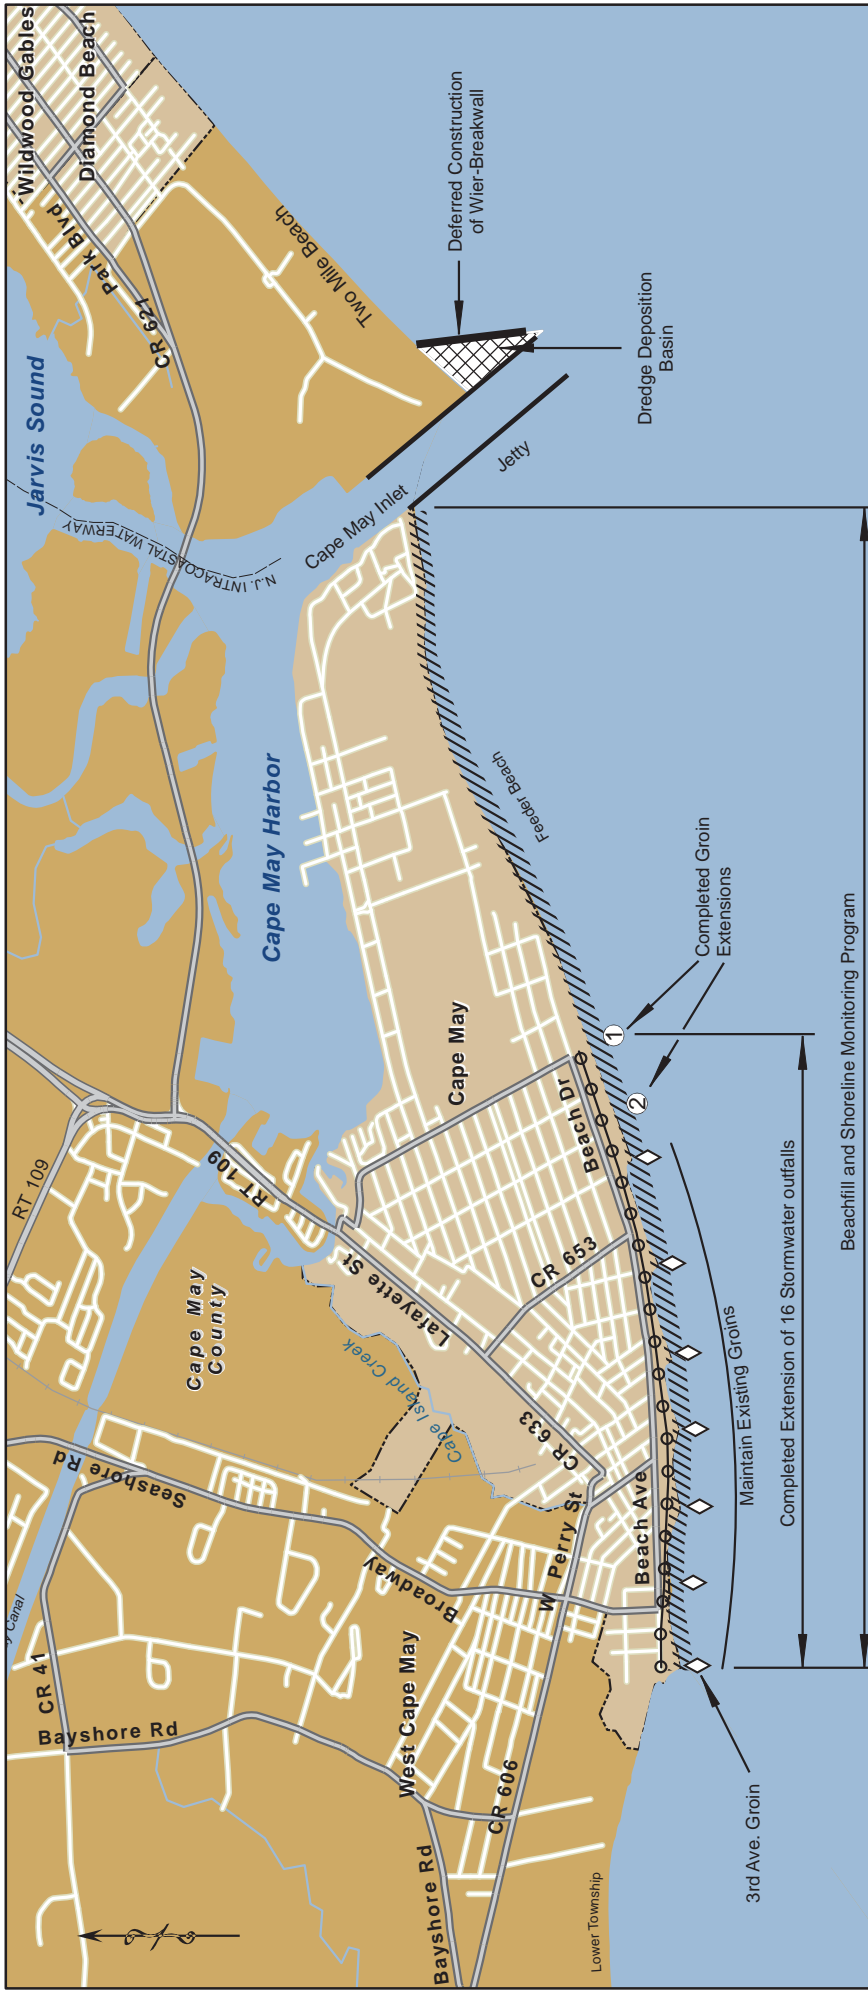 Wildwood Gables
Diamond Beach
Park Blvd
CR 621
Jarvis Sound
N.J. INTRACOASTAL WATERWAY
Two Mile Beach
Deferred Construction
of Wier-Breakwall
Dredge Deposition
Basin
Jetty
Cape May Inlet
Cape May Harbor
Feeder Beach
Completed Groin
Extensions
1
2
Cape May
Beach Dr
RT 109
RT 109
Lafayette St
CR 653
Cape May
County
Cape Island Creek
CR 633
Seashore Rd
Broadway
W Perry St
Beach Ave
Maintain Existing Groins
Completed Extension of 16 Stormwater outfalls
Beachfill and Shoreline Monitoring Program
y Canal
CR 41
Bayshore Rd
West Cape May
CR 606
Bayshore Rd
3rd Ave. Groin
Lower Township
N